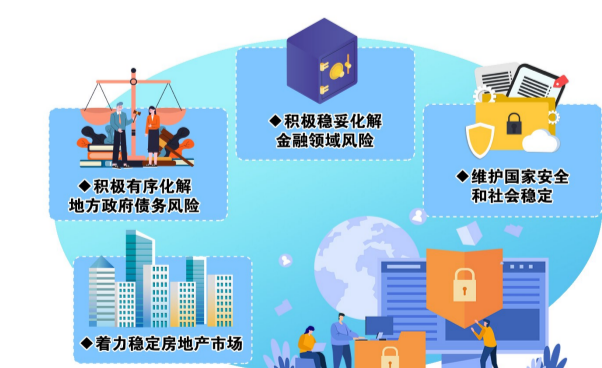 ◆积极稳妥化解
金融领域风险
◆积极有序化解
地方政府债务风险
◆维护国家安全
和社会稳定
◆着力稳定房地产市场